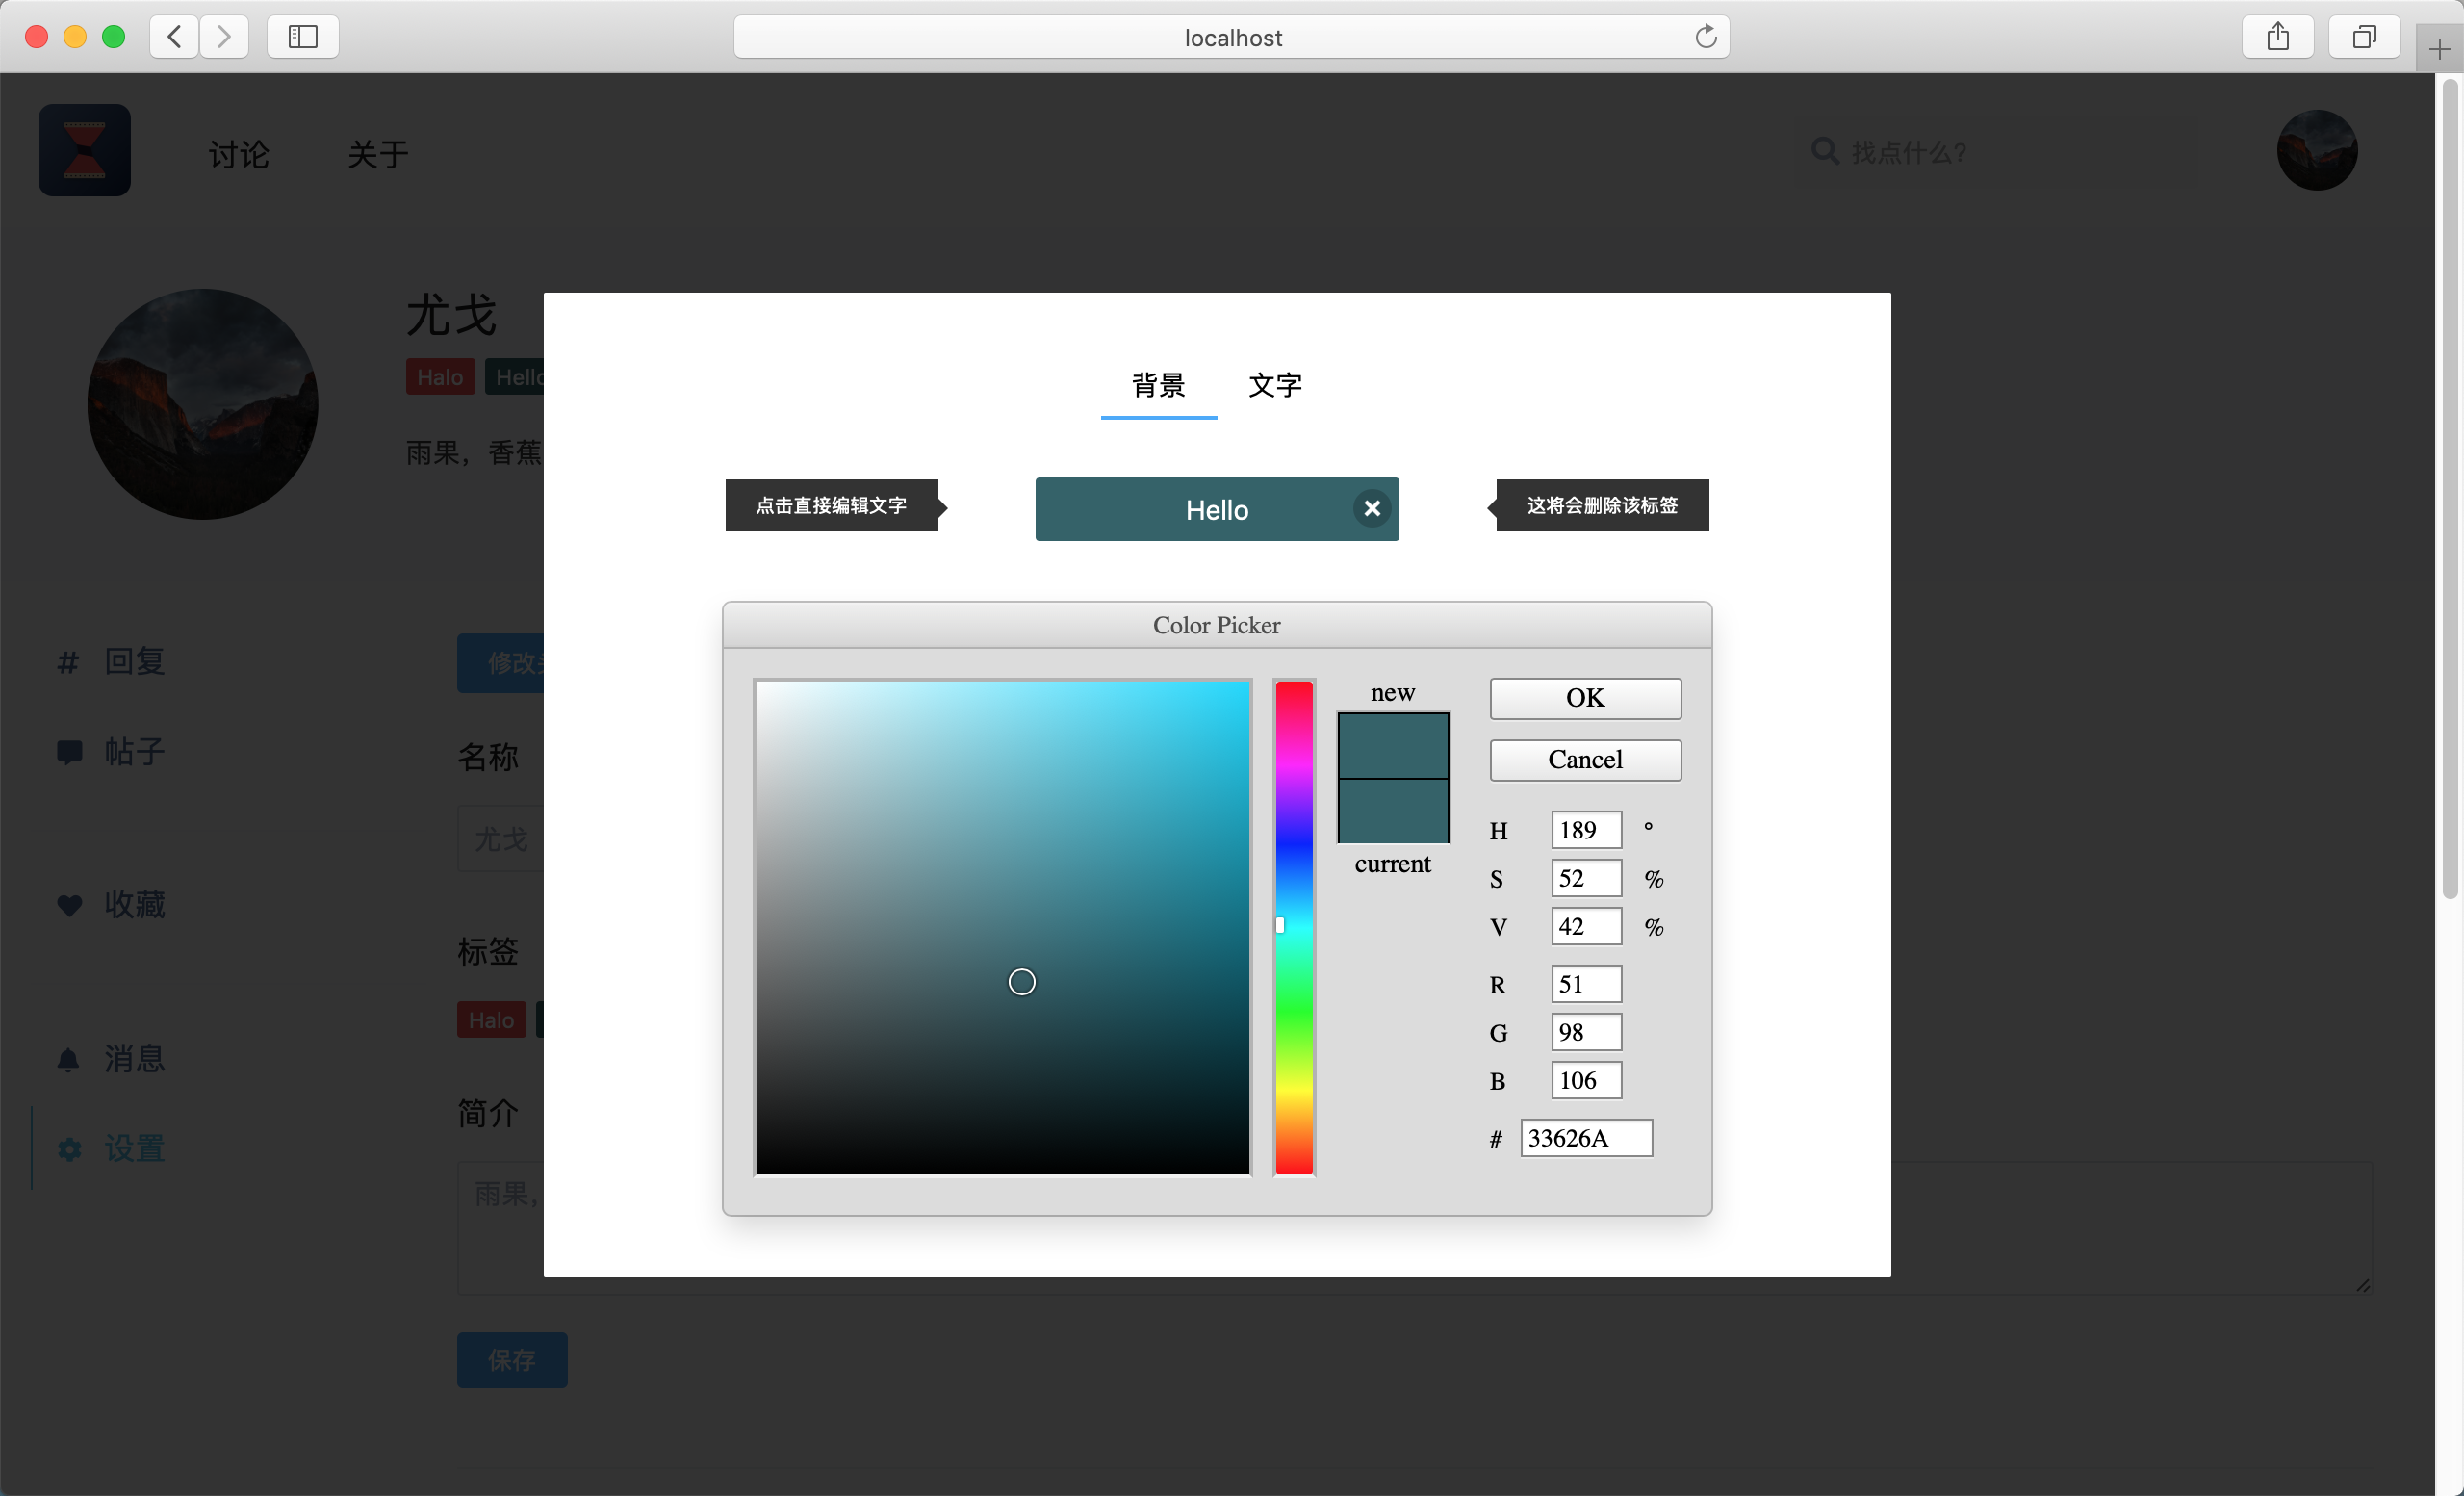 localhost
讨论 关于 找点什么?
尤戈
Halo Hello
雨果，香蕉
背景 文字
点击直接编辑文字 Hello 这将会删除该标签
Color Picker
new OK
Cancel
current
H 189 °
S 52 %
V 42 %
R 51
G 98
B 106
# 33626A
回复
帖子
收藏
消息
设置
修改
名称
尤戈
标签
Halo
简介
雨果，
保存